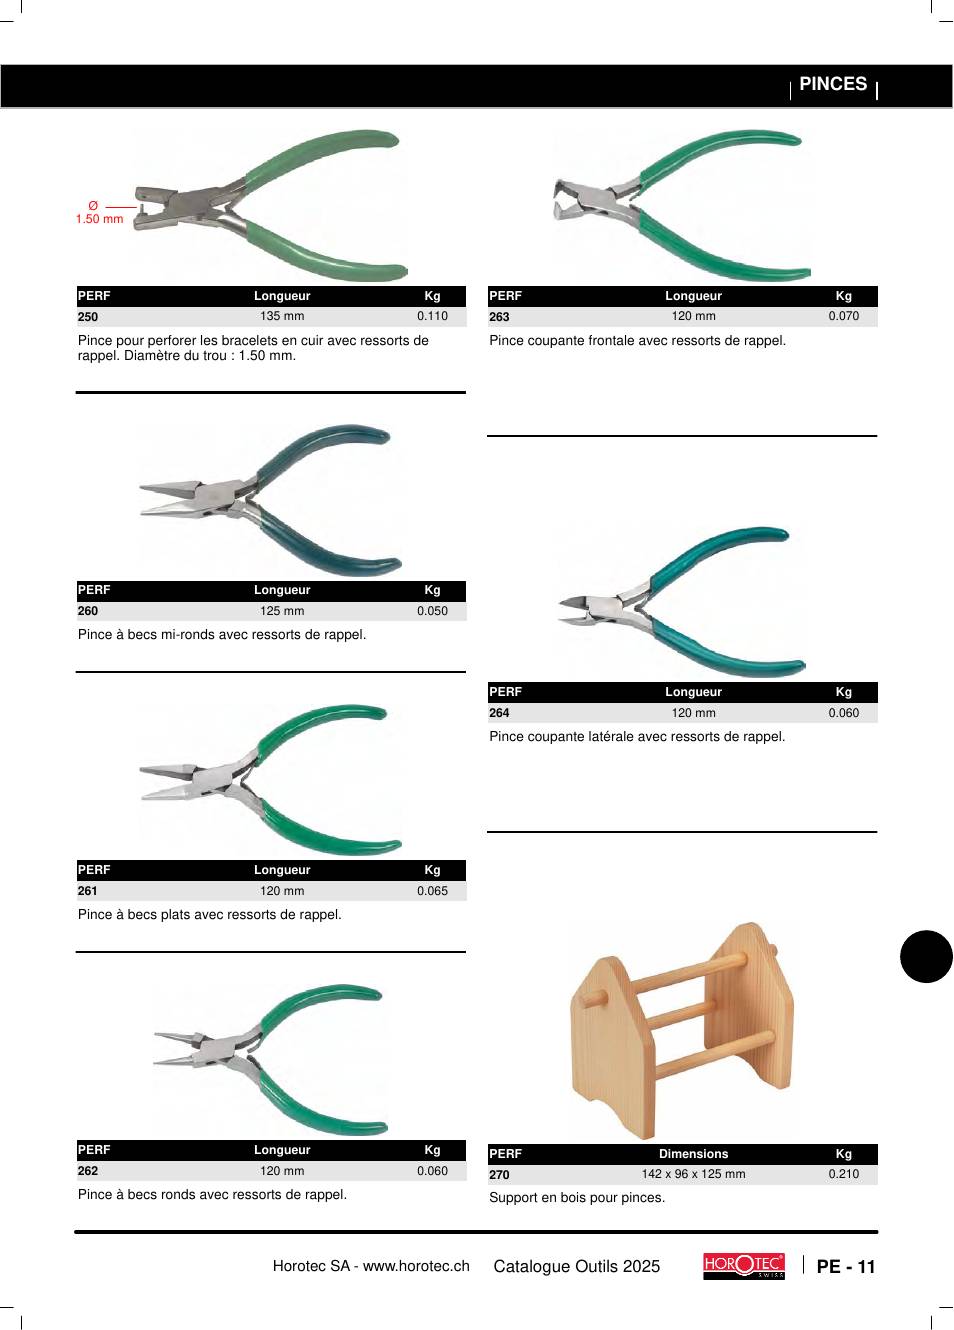 PINCES
Ø
1.50 mm
PERF Longueur Kg
250 135 mm 0.110
Pince pour perforer les bracelets en cuir avec ressorts de
rappel. Diamètre du trou : 1.50 mm.
PERF Longueur Kg
260 125 mm 0.050
Pince à becs mi-ronds avec ressorts de rappel.
PERF Longueur Kg
261 120 mm 0.065
Pince à becs plats avec ressorts de rappel.
PERF Longueur Kg
262 120 mm 0.060
Pince à becs ronds avec ressorts de rappel.
PERF Longueur Kg
263 120 mm 0.070
Pince coupante frontale avec ressorts de rappel.
PERF Longueur Kg
264 120 mm 0.060
Pince coupante latérale avec ressorts de rappel.
PERF Dimensions Kg
270 142 x 96 x 125 mm 0.210
Support en bois pour pinces.
Horotec SA - www.horotec.ch Catalogue Outils 2025 HOROTEC PE - 11
SWISS